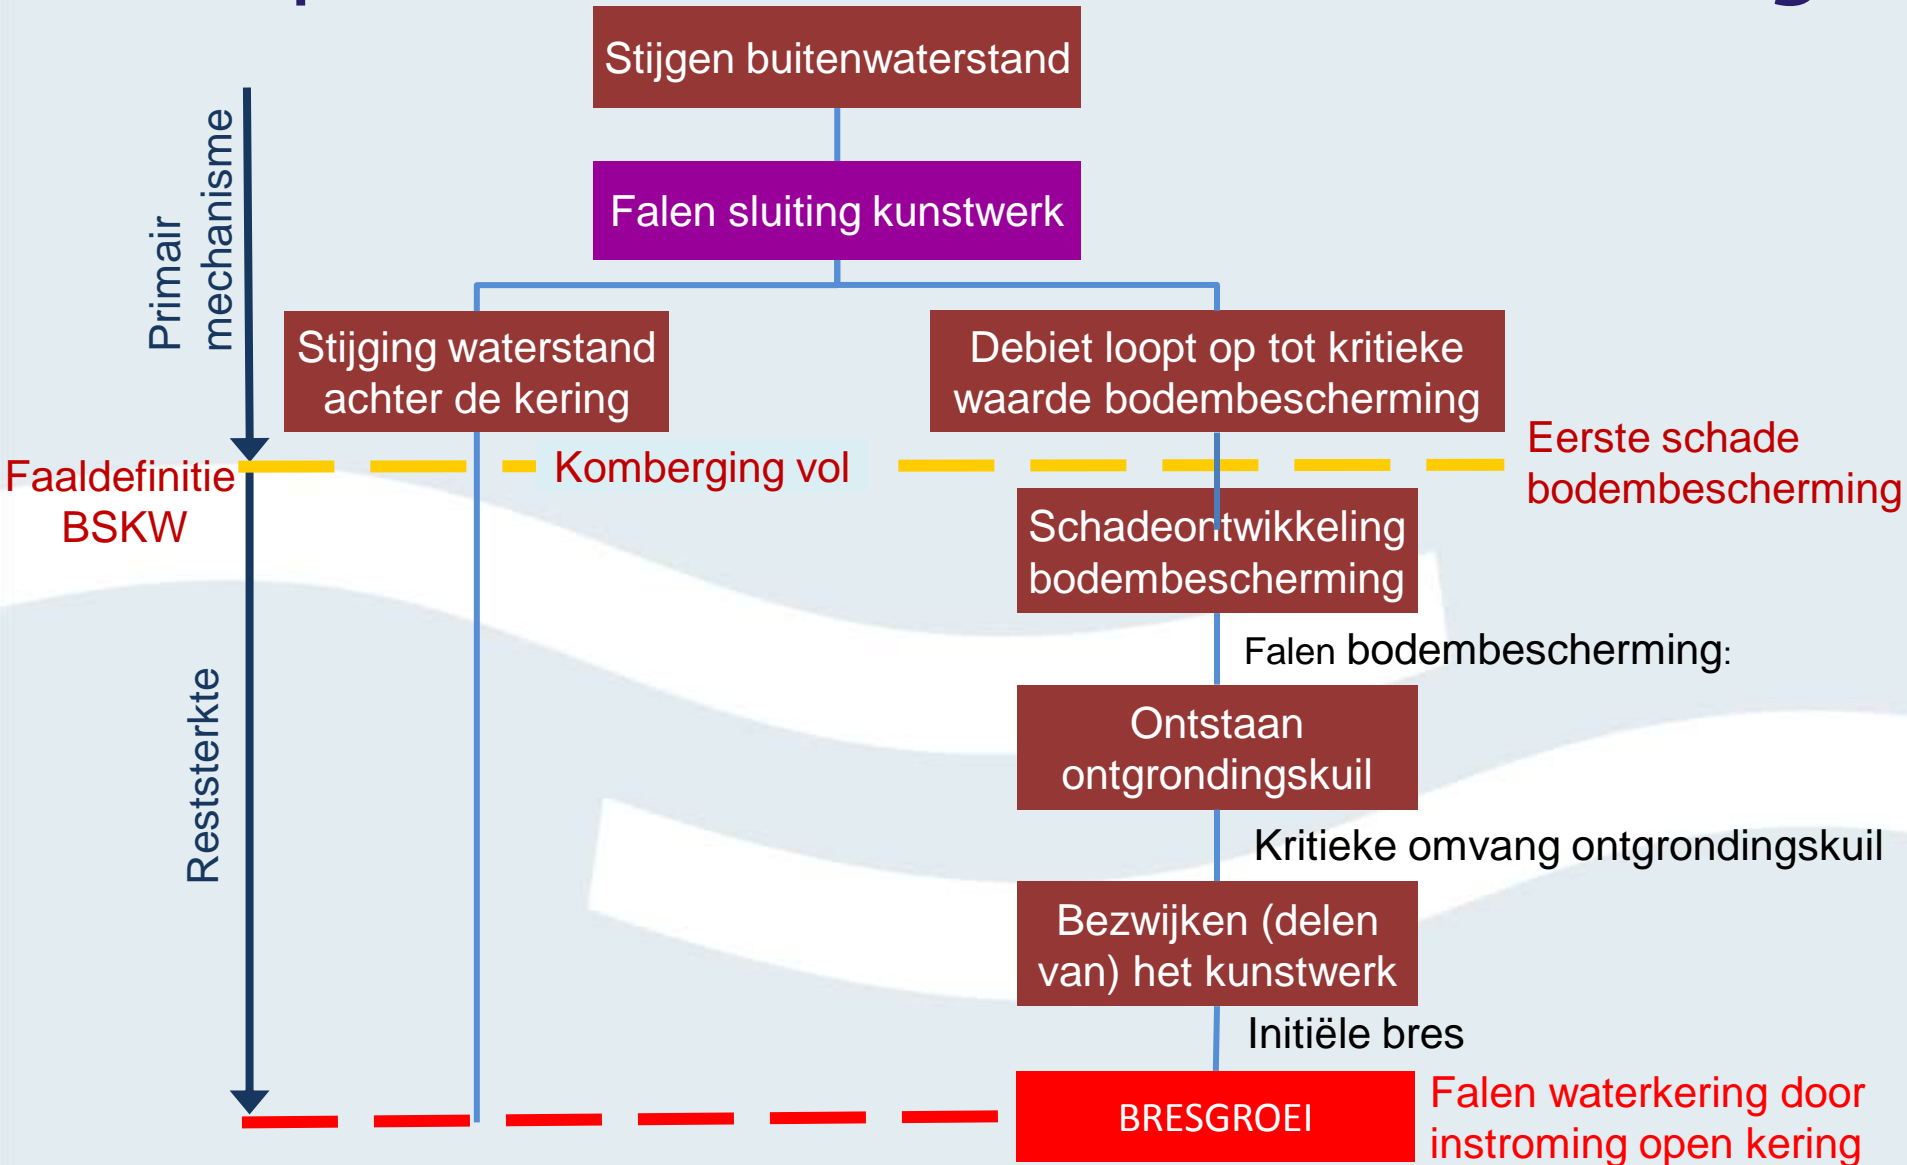 Stijgen buitenwaterstand
Falen sluiting kunstwerk
Primair
mechanisme
Stijging waterstand
achter de kering
Debiet loopt op tot kritieke
waarde bodembescherming
Faaldefinitie
BSKW
Komberging vol
Eerste schade
bodembescherming
Schadeontwikkeling
bodembescherming
Falen bodembescherming:
Reststerkte
Ontstaan
ontgrondingskuil
Kritieke omvang ontgrondingskuil
Bezwijken (delen
van) het kunstwerk
Initiële bres
BRESGROEI
Falen waterkering door
instroming open kering